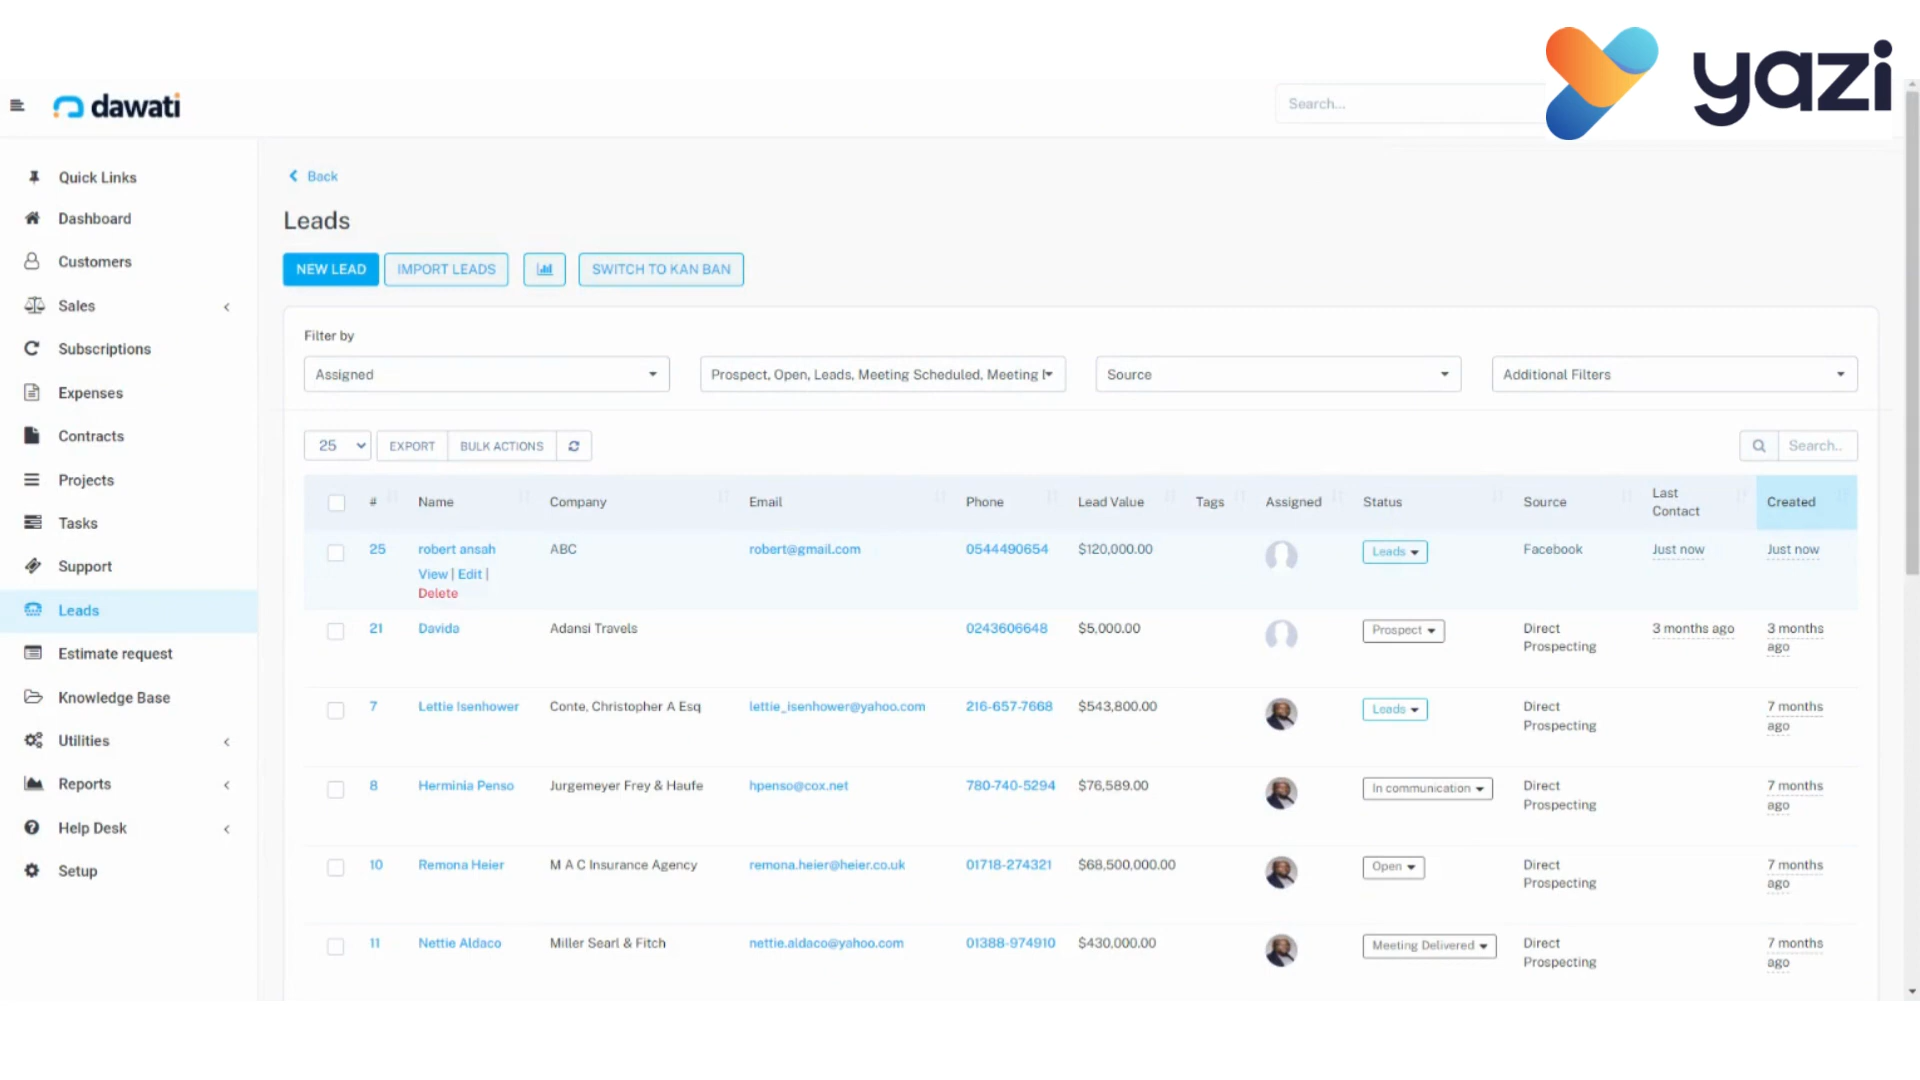 yazi
dawati
Search...
Quick Links
Dashboard
Customers
Sales
Subscriptions
Expenses
Contracts
Projects
Tasks
Support
Leads
Estimate request
Knowledge Base
Utilities
Reports
Help Desk
Setup
Back
Leads
NEW LEAD IMPORT LEADS SWITCH TO KAN BAN
Filter by
Assigned Prospect, Open, Leads, Meeting Scheduled, Meeting Source Additional Filters
25 EXPORT BULK ACTIONS Search..
# Name Company Email Phone Lead Value Tags Assigned Status Source Last Contact Created
25 robert ansah ABC robert@gmail.com 0544490654 $120,000.00 Leads Facebook Just now Just now
View | Edit |
Delete
21 Davida Adansi Travels 0243606648 $5,000.00 Prospect Direct 3 months ago 3 months
Prospecting ago
7 Lettie Isenhower Conte, Christopher A Esq lettie_isenhower@yahoo.com 216-657-7668 $543,800.00 Leads Direct 7 months
Prospecting ago
8 Herminia Penso Jurgemeyer Frey & Haufe hpenso@cox.net 780-740-5294 $76,589.00 In communication Direct 7 months
Prospecting ago
10 Remona Heier M A C Insurance Agency remona.heier@heier.co.uk 01718-274321 $68,500,000.00 Open Direct 7 months
Prospecting ago
11 Nettie Aldaco Miller Searl & Fitch nettie.aldaco@yahoo.com 01388-974910 $430,000.00 Meeting Delivered Direct 7 months
Prospecting ago